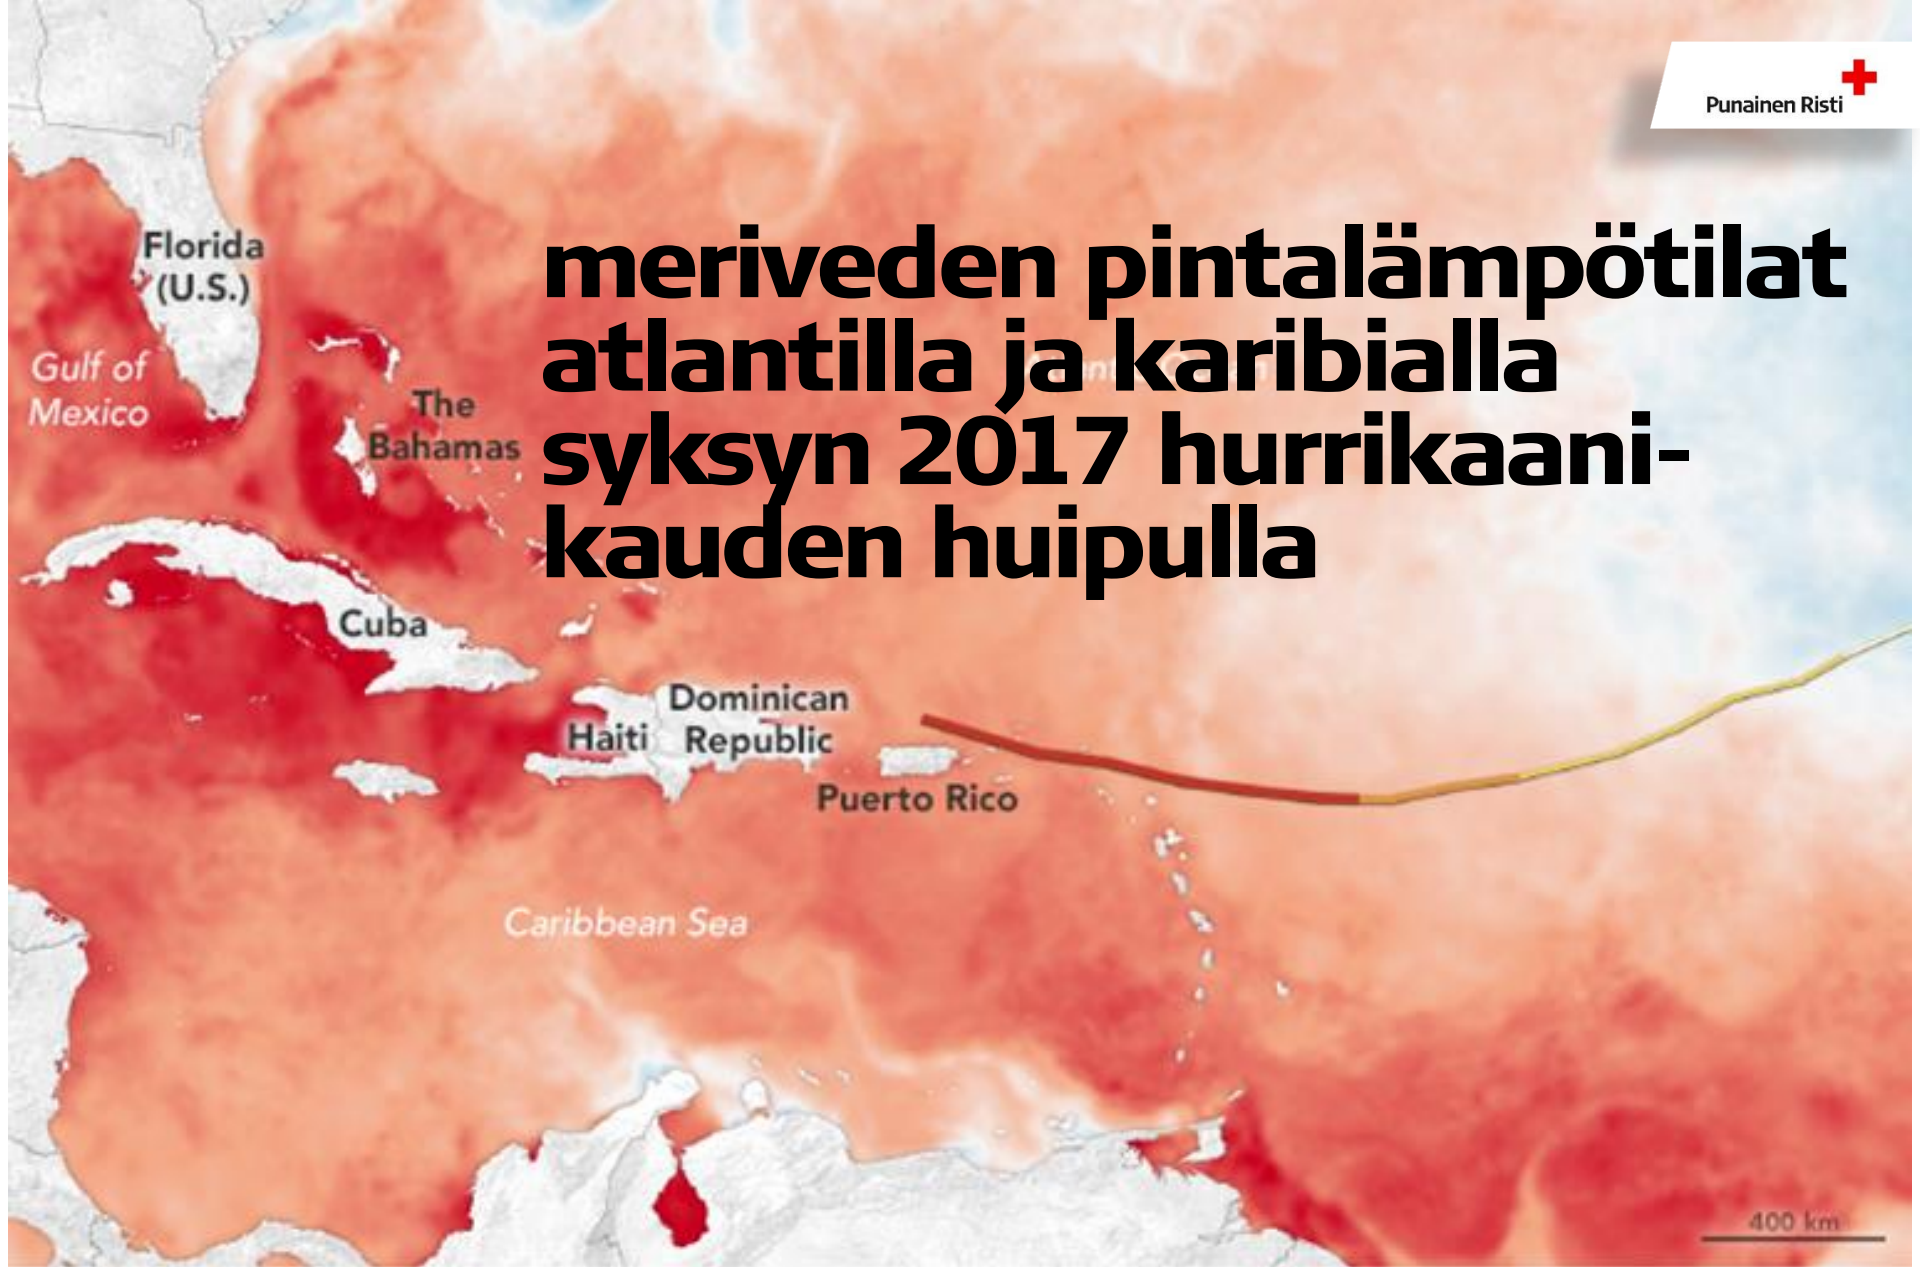 Punainen Risti
meriveden pintalämpötilat
atlantilla ja karibialla
syksyn 2017 hurrikaani-
kauden huipulla
Florida
(U.S.)
Gulf of
Mexico
The
Bahamas
Cuba
Haiti
Dominican
Republic
Puerto Rico
Caribbean Sea
400 km